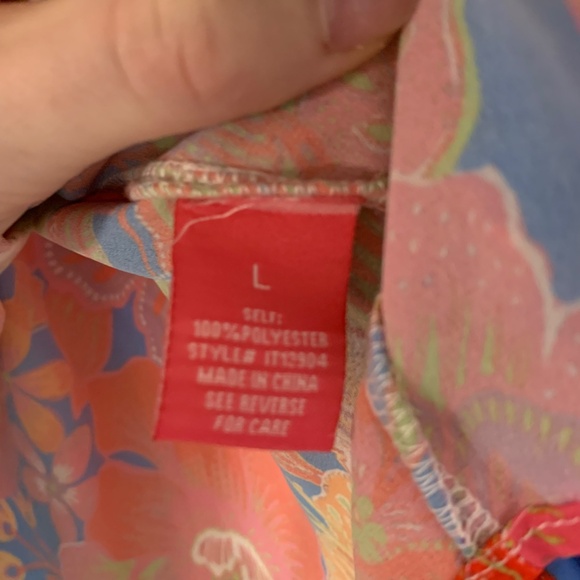 L
SELF:
100%POLYESTER
STYLE# IT12904
MADE IN CHINA
SEE REVERSE
FOR CARE